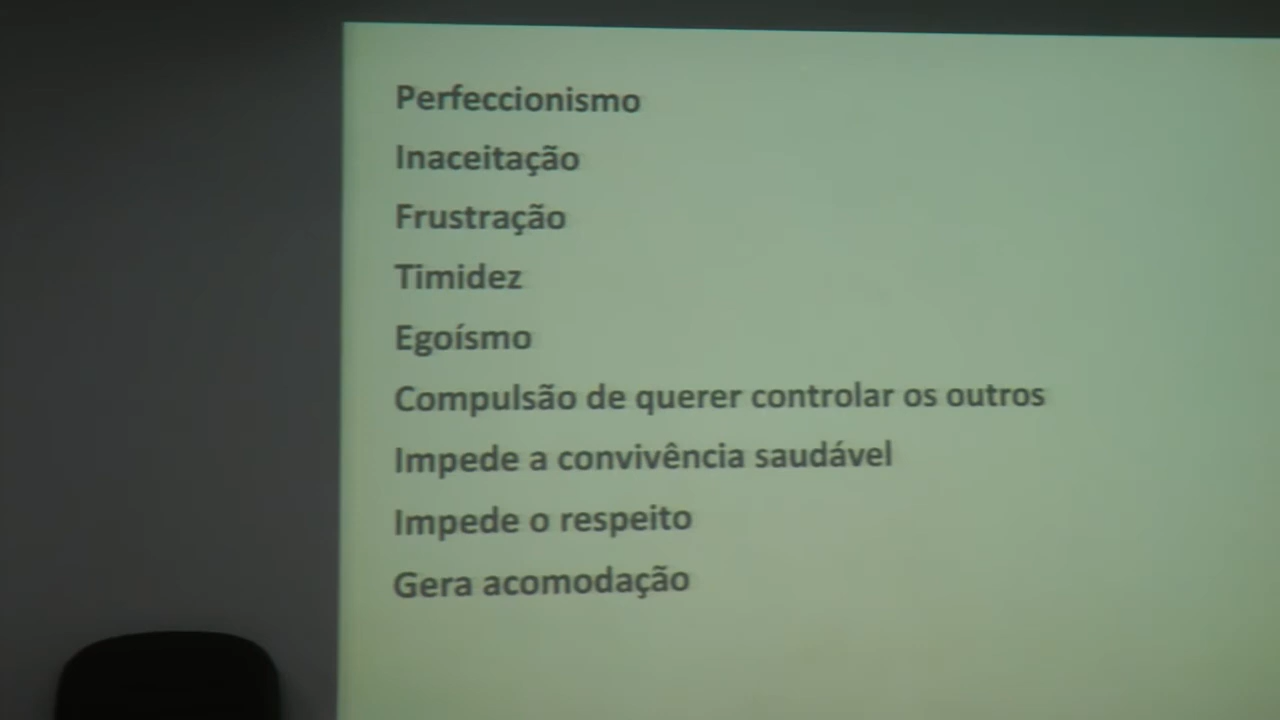 Perfeccionismo
Inaceitação
Frustração
Timidez
Egoísmo
Compulsão de querer controlar os outros
Impede a convivência saudável
Impede o respeito
Gera acomodação